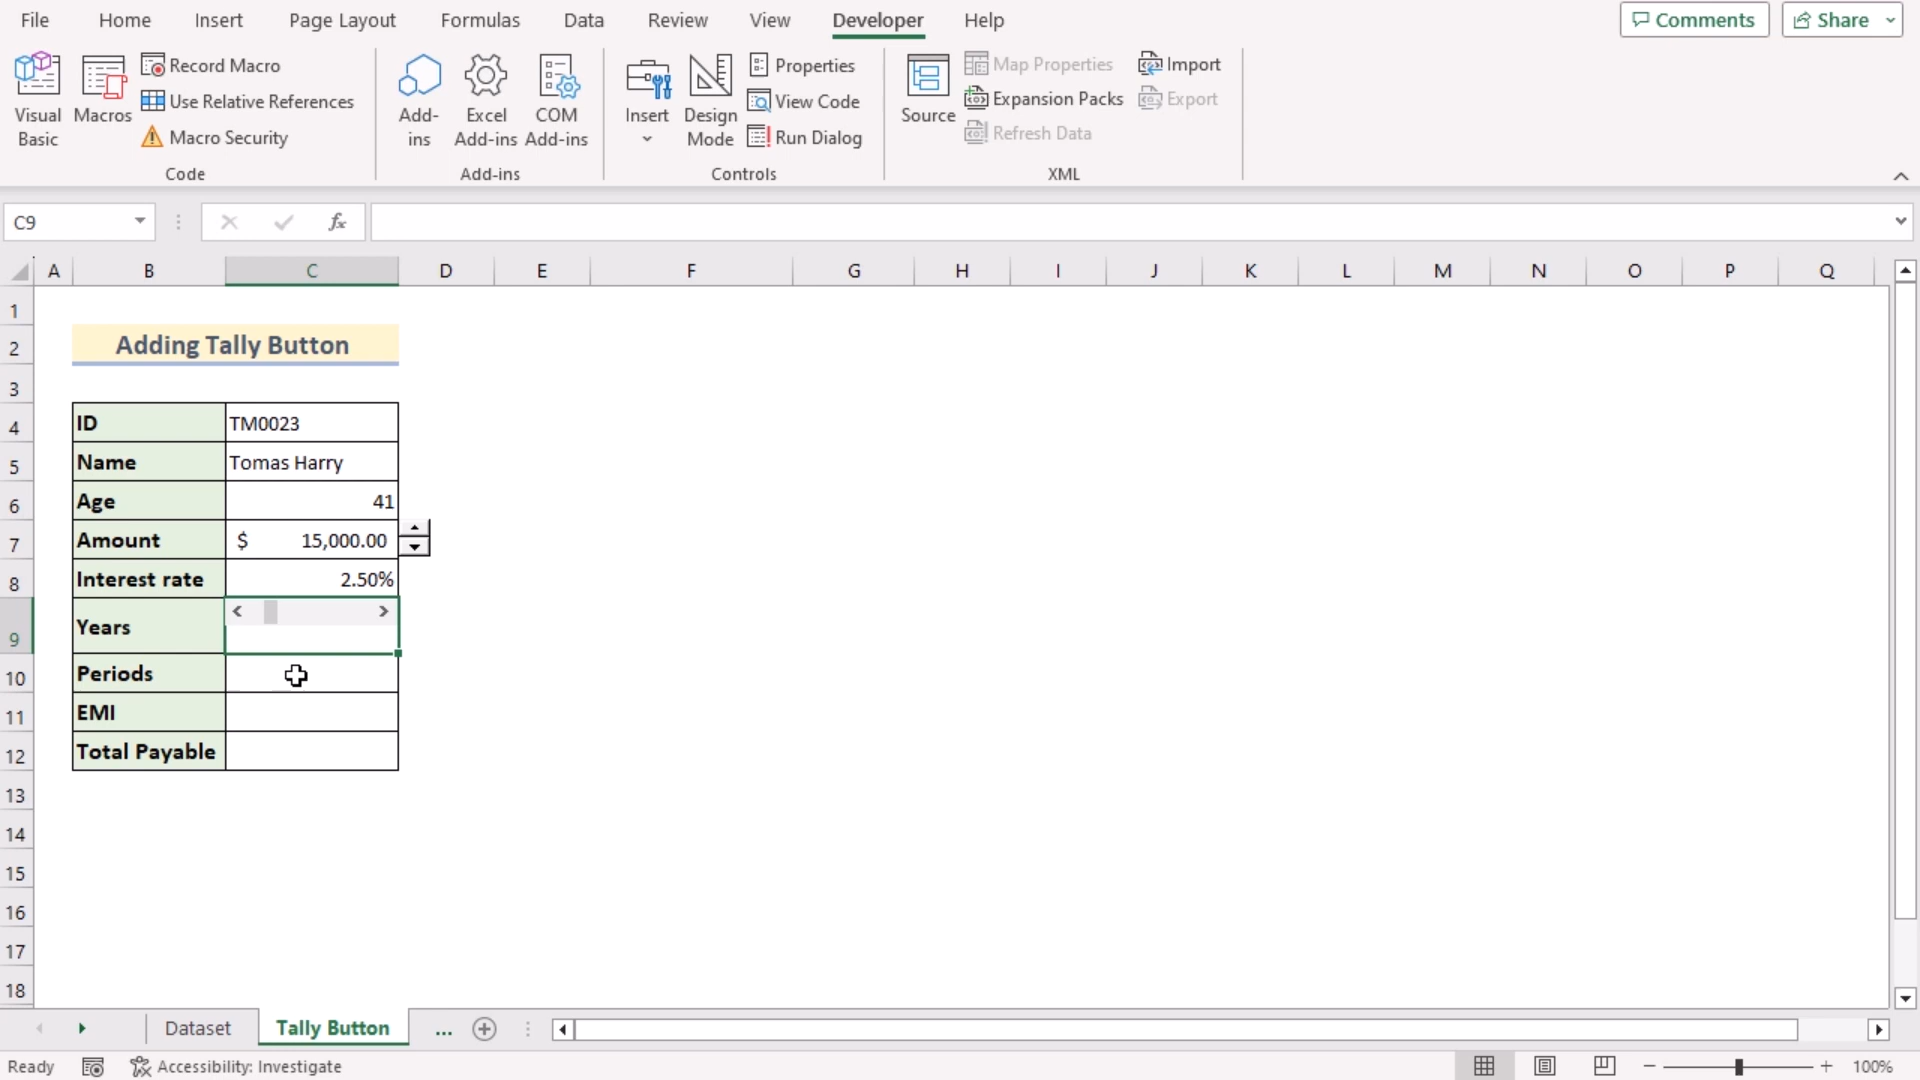 File Home Insert Page Layout Formulas Data Review View Developer Help Comments Share
Visual Basic
Macros
Record Macro
Use Relative References
Macro Security
Code
Add-ins
Excel Add-ins
COM Add-ins
Add-ins
Insert
Design Mode
Properties
View Code
Run Dialog
Controls
Source
Map Properties
Expansion Packs
Refresh Data
Import
Export
XML
C9 fx
A B C D E F G H I J K L M N O P Q
1
2 Adding Tally Button
3
4 ID TM0023
5 Name Tomas Harry
6 Age 41
7 Amount $ 15,000.00
8 Interest rate 2.50%
9 Years
10 Periods
11 EMI
12 Total Payable
13
14
15
16
17
18
Dataset Tally Button ...
Ready Accessibility: Investigate 100%